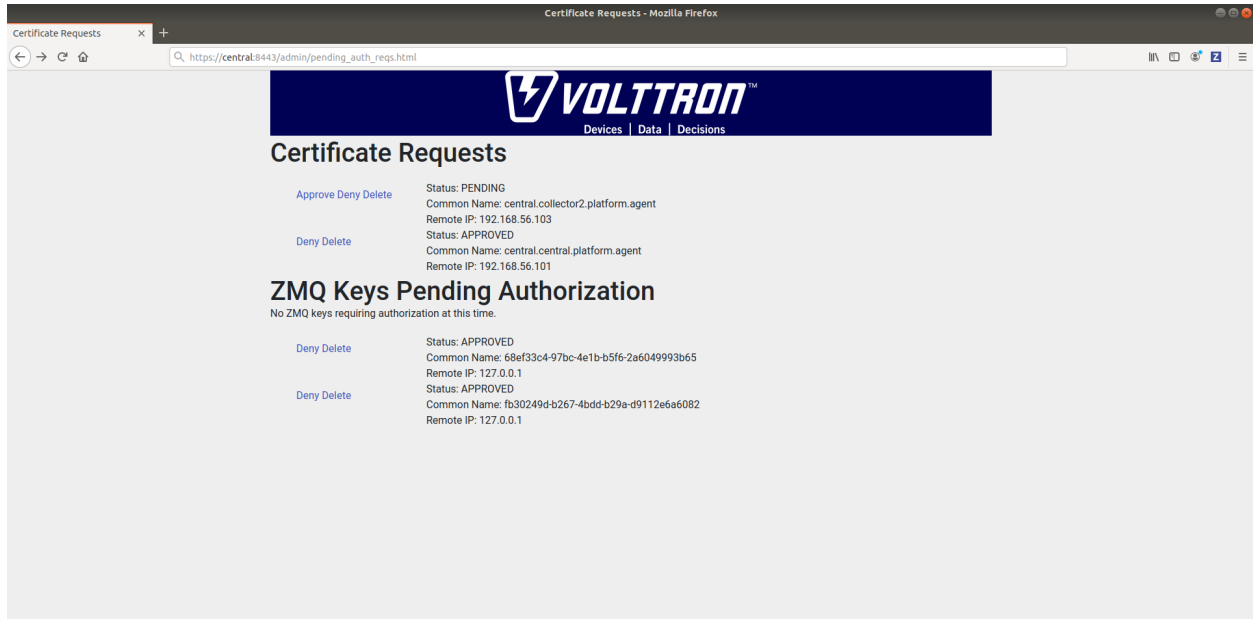 Certificate Requests - Mozilla Firefox
Certificate Requests
https://central:8443/admin/pending_auth_reqs.html
VOLTTRON™
Devices | Data | Decisions
Certificate Requests
Approve Deny Delete
Status: PENDING
Common Name: central.collector2.platform.agent
Remote IP: 192.168.56.103
Deny Delete
Status: APPROVED
Common Name: central.central.platform.agent
Remote IP: 192.168.56.101
ZMQ Keys Pending Authorization
No ZMQ keys requiring authorization at this time.
Deny Delete
Status: APPROVED
Common Name: 68ef33c4-97bc-4e1b-b5f6-2a6049993b65
Remote IP: 127.0.0.1
Deny Delete
Status: APPROVED
Common Name: fb30249d-b267-4bdd-b29a-d9112e6a6082
Remote IP: 127.0.0.1